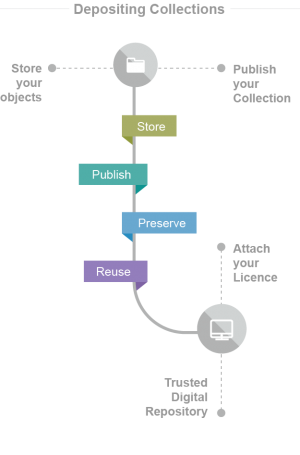 Depositing Collections
Store
your
objects
Publish
your
Collection
Store
Publish
Preserve
Reuse
Attach
your
Licence
Trusted
Digital
Repository